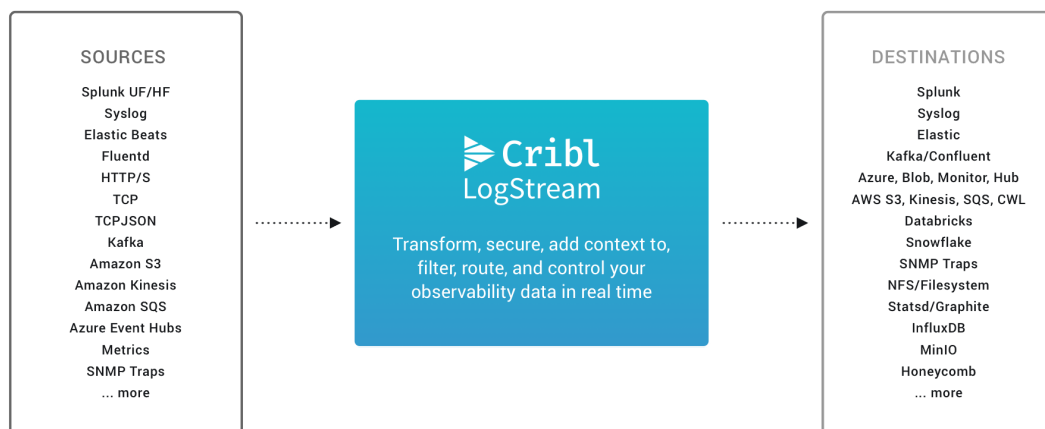 SOURCES
Splunk UF/HF
Syslog
Elastic Beats
Fluentd
HTTP/S
TCP
TCPJSON
Kafka
Amazon S3
Amazon Kinesis
Amazon SQS
Azure Event Hubs
Metrics
SNMP Traps
... more
Cribl
LogStream
Transform, secure, add context to,
filter, route, and control your
observability data in real time
DESTINATIONS
Splunk
Syslog
Elastic
Kafka/Confluent
Azure, Blob, Monitor, Hub
AWS S3, Kinesis, SQS, CWL
Databricks
Snowflake
SNMP Traps
NFS/Filesystem
Statsd/Graphite
InfluxDB
MinIO
Honeycomb
... more